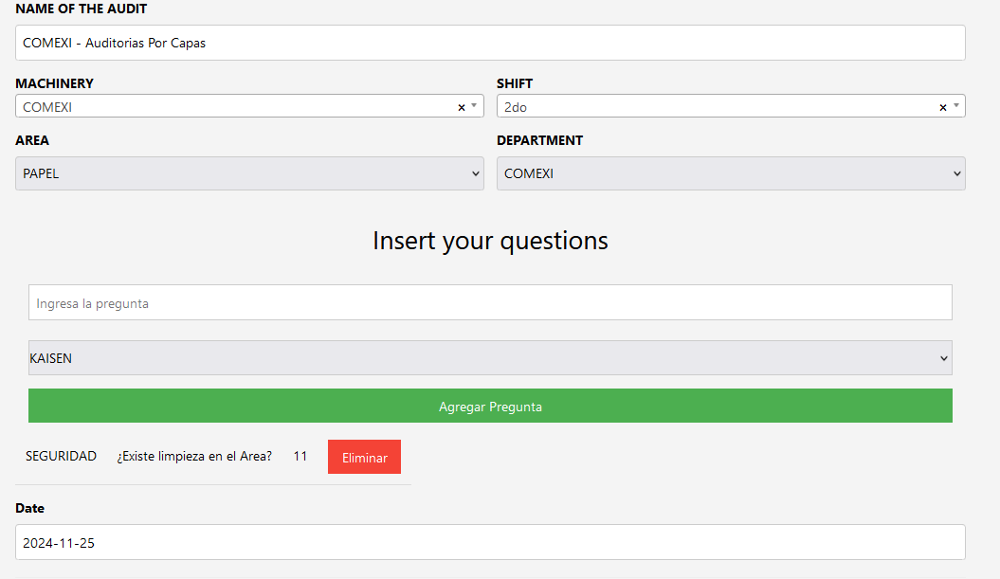 NAME OF THE AUDIT
COMEXI - Auditorias Por Capas
MACHINERY SHIFT
COMEXI × 2do ×
AREA DEPARTMENT
PAPEL COMEXI
Insert your questions
Ingresa la pregunta
KAISEN
Agregar Pregunta
SEGURIDAD ¿Existe limpieza en el Area? 11 Eliminar
Date
2024-11-25